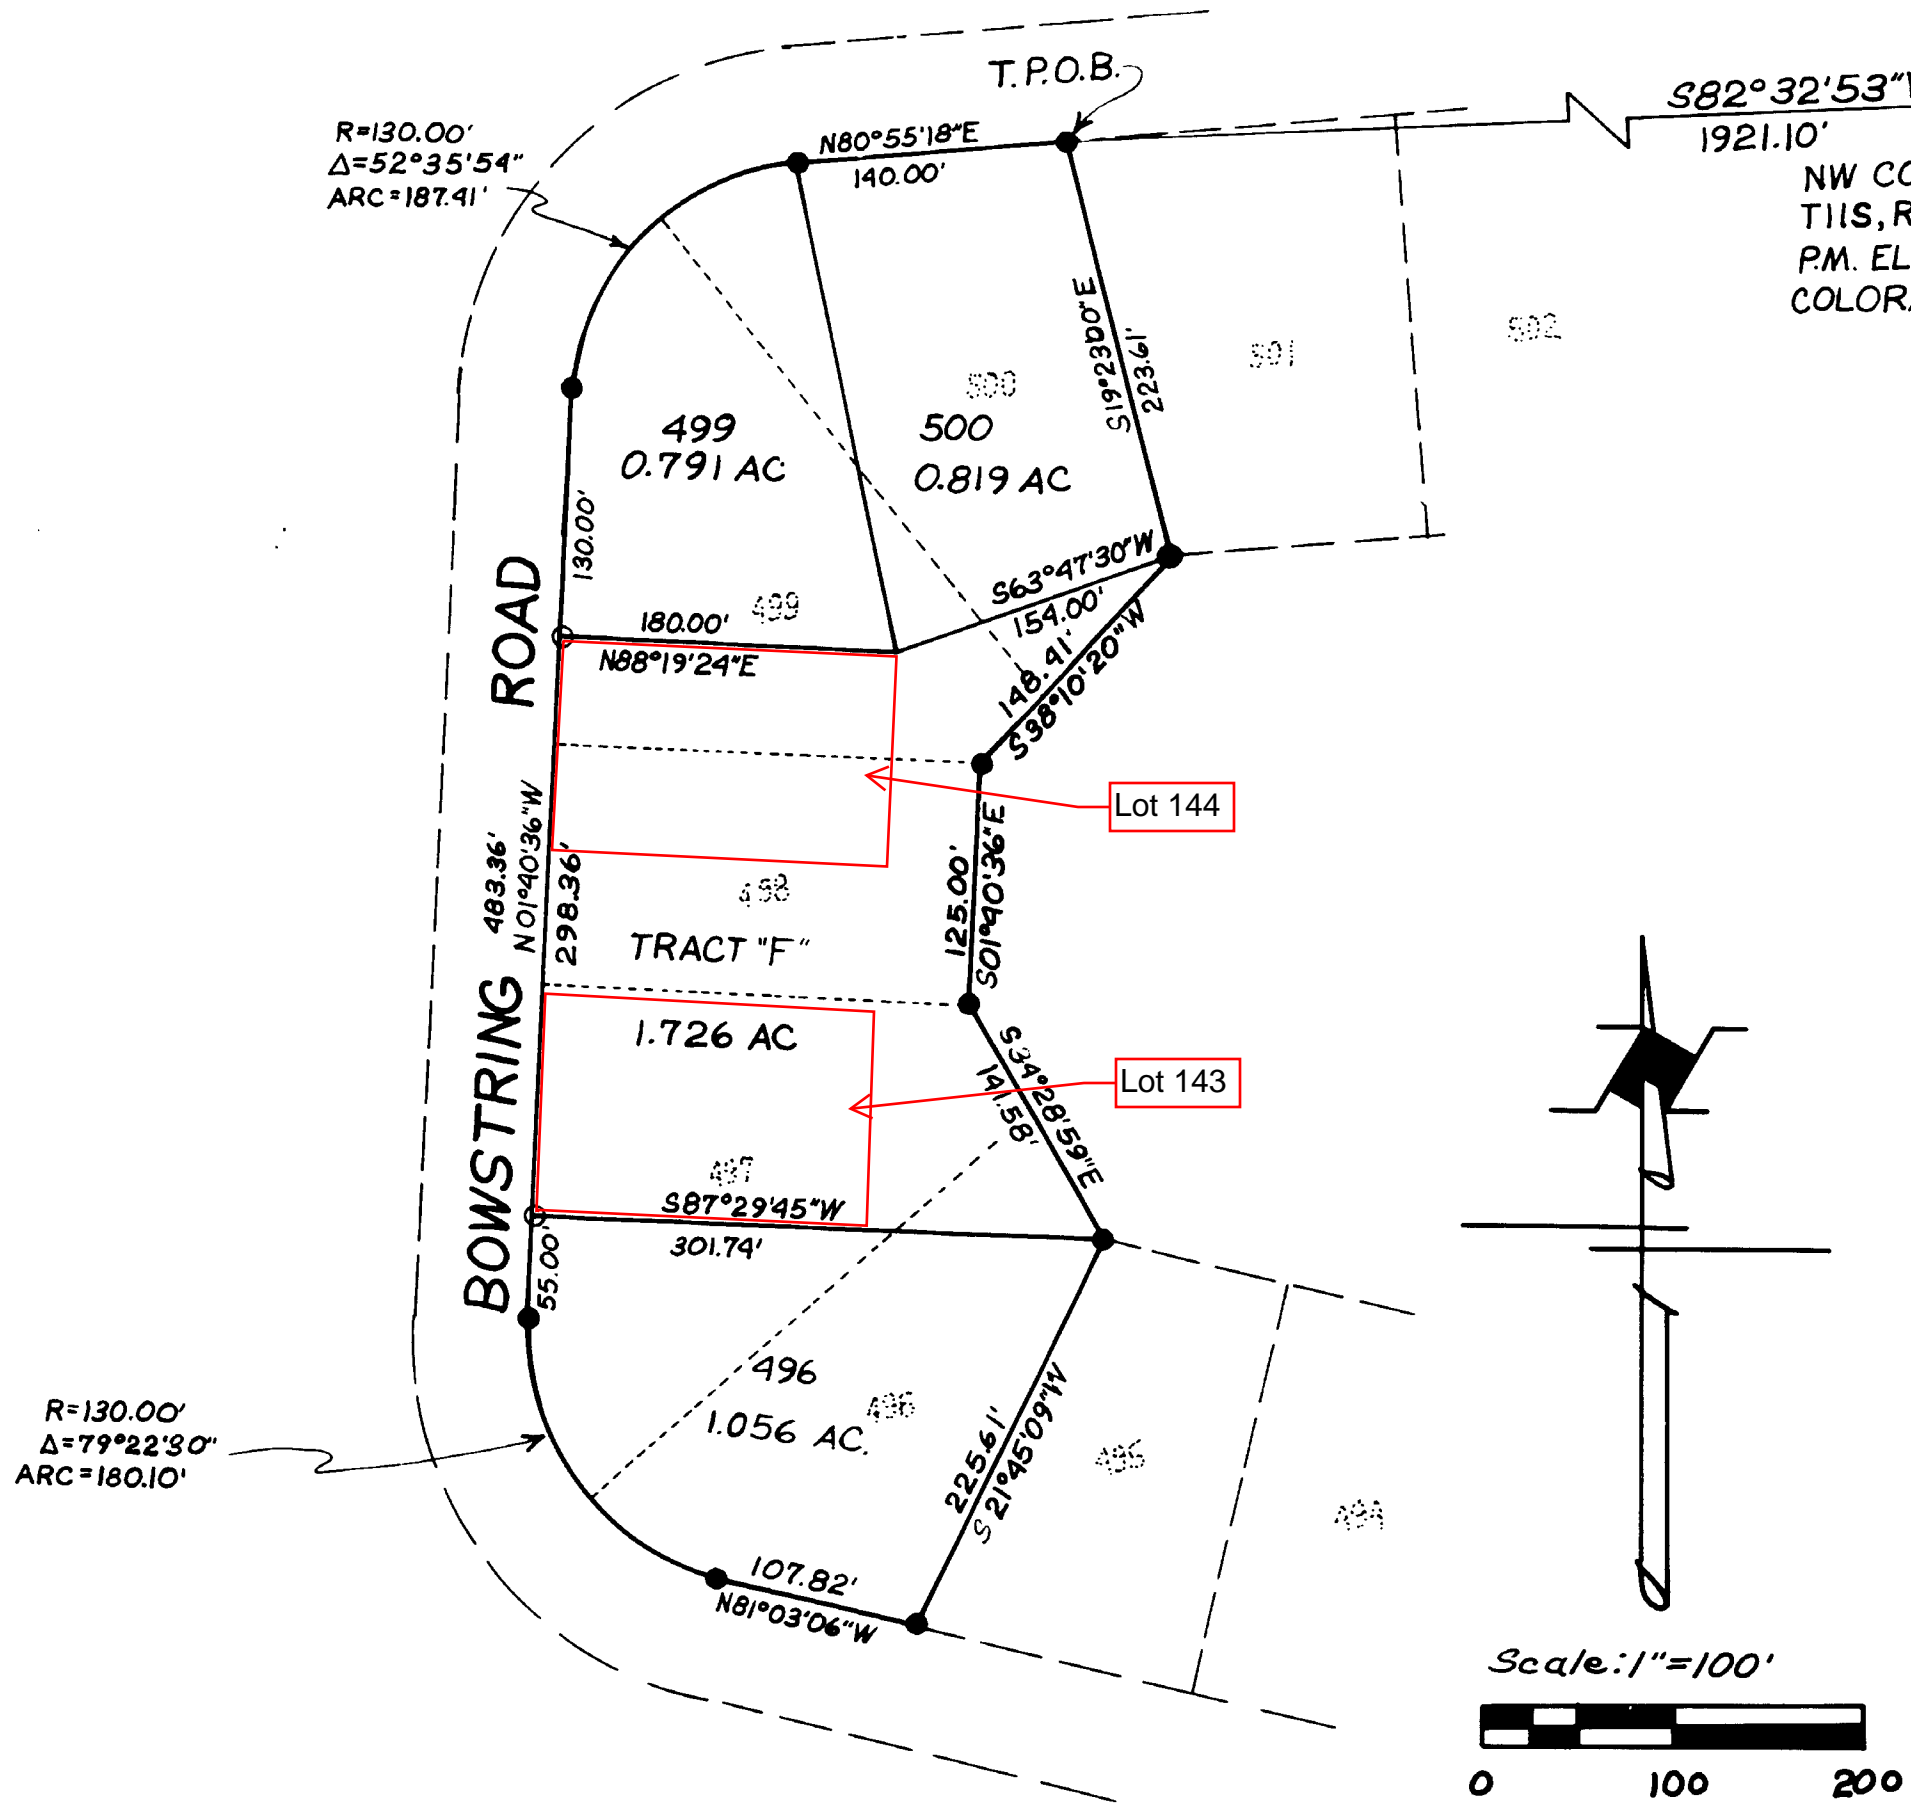 T.P.O.B.
S82°32'53"W
1921.10'
NW CO
T11S, R
P.M. EL
COLORA
R=130.00'
Δ=52°35'54"
ARC=187.41'
N80°55'18"E
140.00'
S19°23'00"E
223.61'
501
502
500
499
0.791 AC
500
0.819 AC
130.00'
S63°47'30"W
154.00'
148.41'
S38°10'20"W
499
180.00'
N88°19'24"E
BOWSTRING ROAD
483.36'
N01°40'36"W
298.36'
Lot 144
125.00'
S01°40'36"E
498
TRACT "F"
1.726 AC
S34°28'59"E
141.58'
Lot 143
497
S87°29'45"W
301.74'
55.00'
496
1.056 AC.
496
225.61'
S 21°45'09"W
495
494
R=130.00'
Δ=79°22'30"
ARC=180.10'
107.82'
N81°03'06"W
Scale: 1"=100'
0 100 200